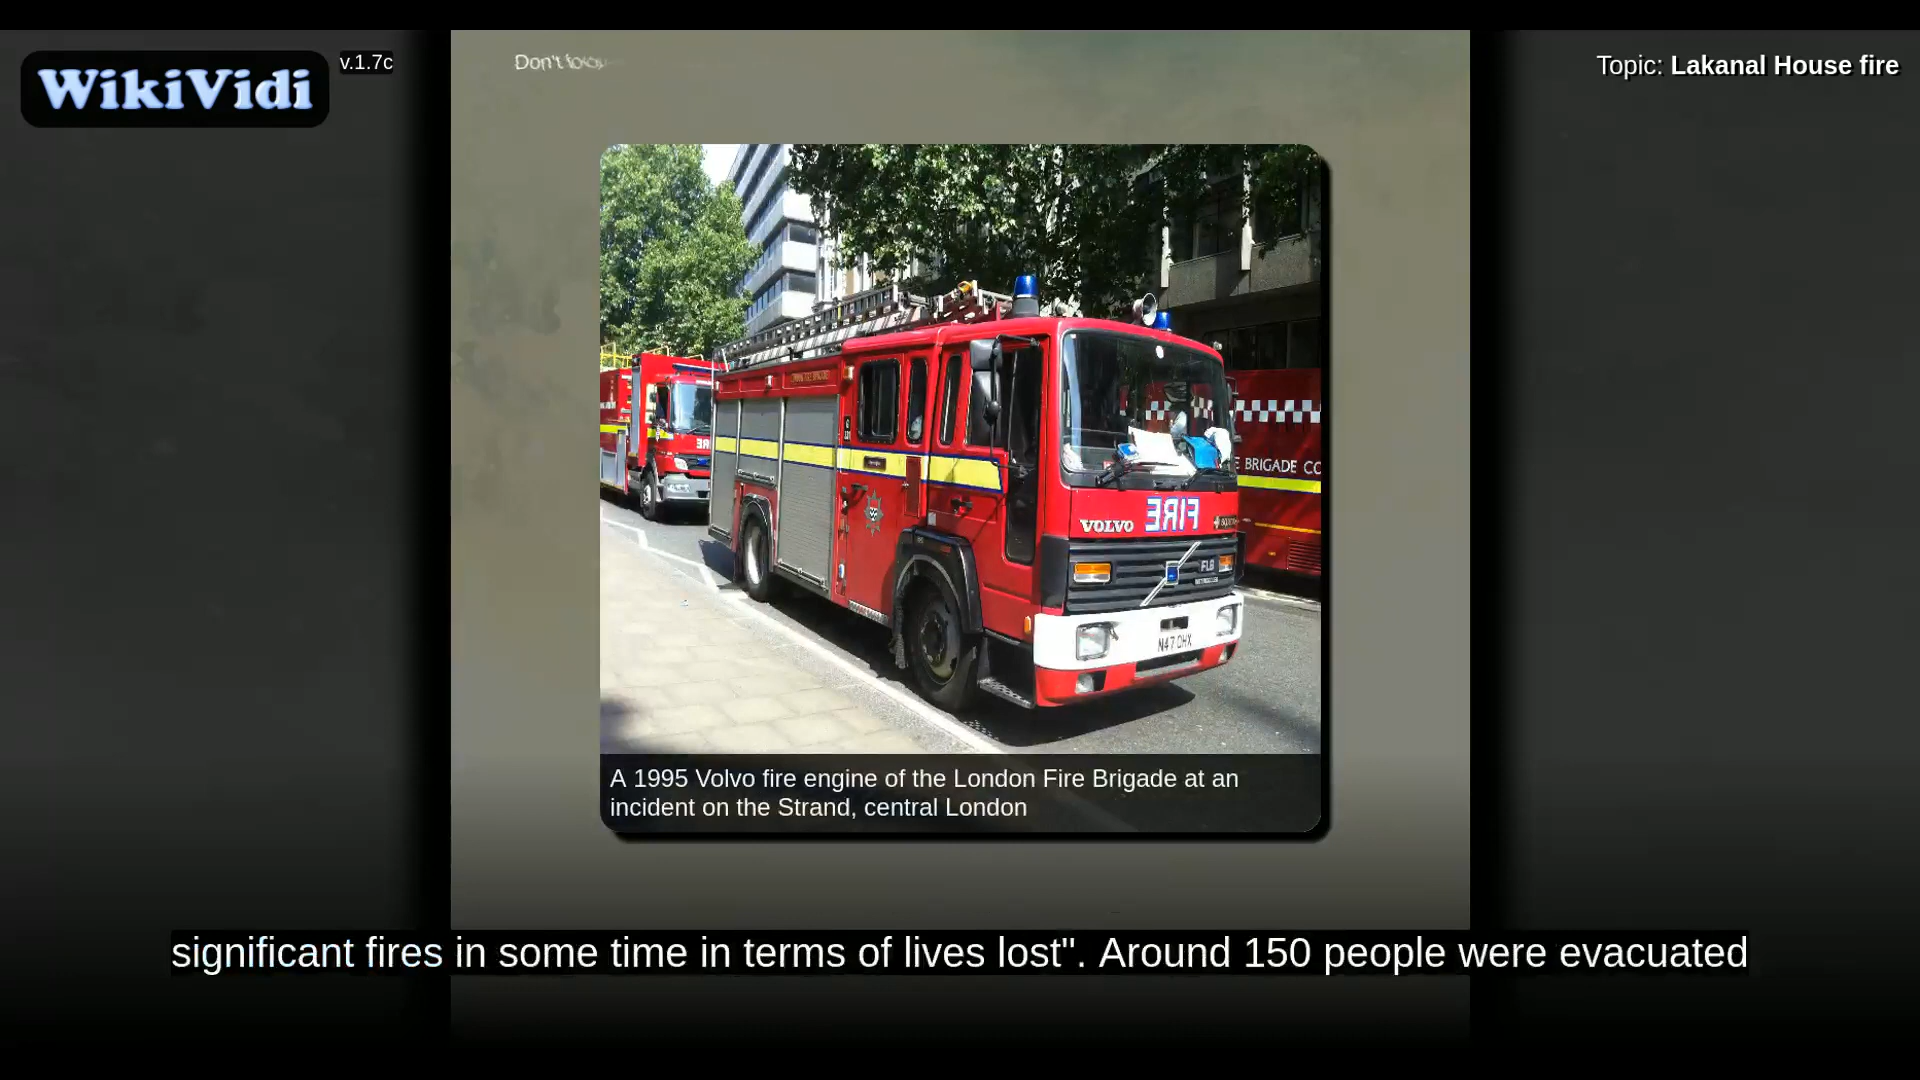 WikiVidi
v.1.7c
Don't
Topic: Lakanal House fire
E BRIGADE CO
VOLVO
FIRE
FL6
N47 OHX
A 1995 Volvo fire engine of the London Fire Brigade at an
incident on the Strand, central London
significant fires in some time in terms of lives lost". Around 150 people were evacuated